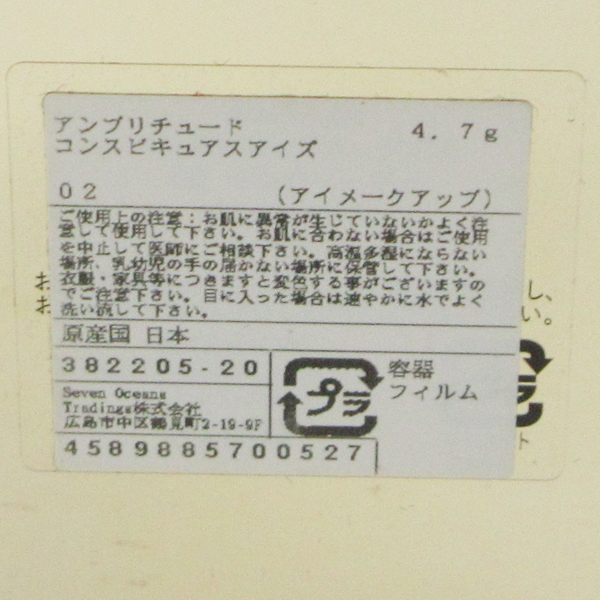 アンプリチュード 4.7g
コンスピキュアスアイズ
02 (アイメークアップ)
ご使用上の注意:お肌に異常が生じていないかよく注
意して使用して下さい。お肌に合わない場合はご使用
を中止して医師にご相談下さい。高温多湿にならない
場所、乳幼児の手の届かない場所に保管して下さい。
衣服・家具等につきますと変色する事がございますの
でご注意下さい。目に入った場合は速やかに水でよく
洗い流して下さい。
お
し、
お
い。
原産国 日本
382205-20
プラ
容器
フィルム
Seven Oceans
Tradings株式会社
広島市中区鶴見町2-19-9F
ト
4589885700527